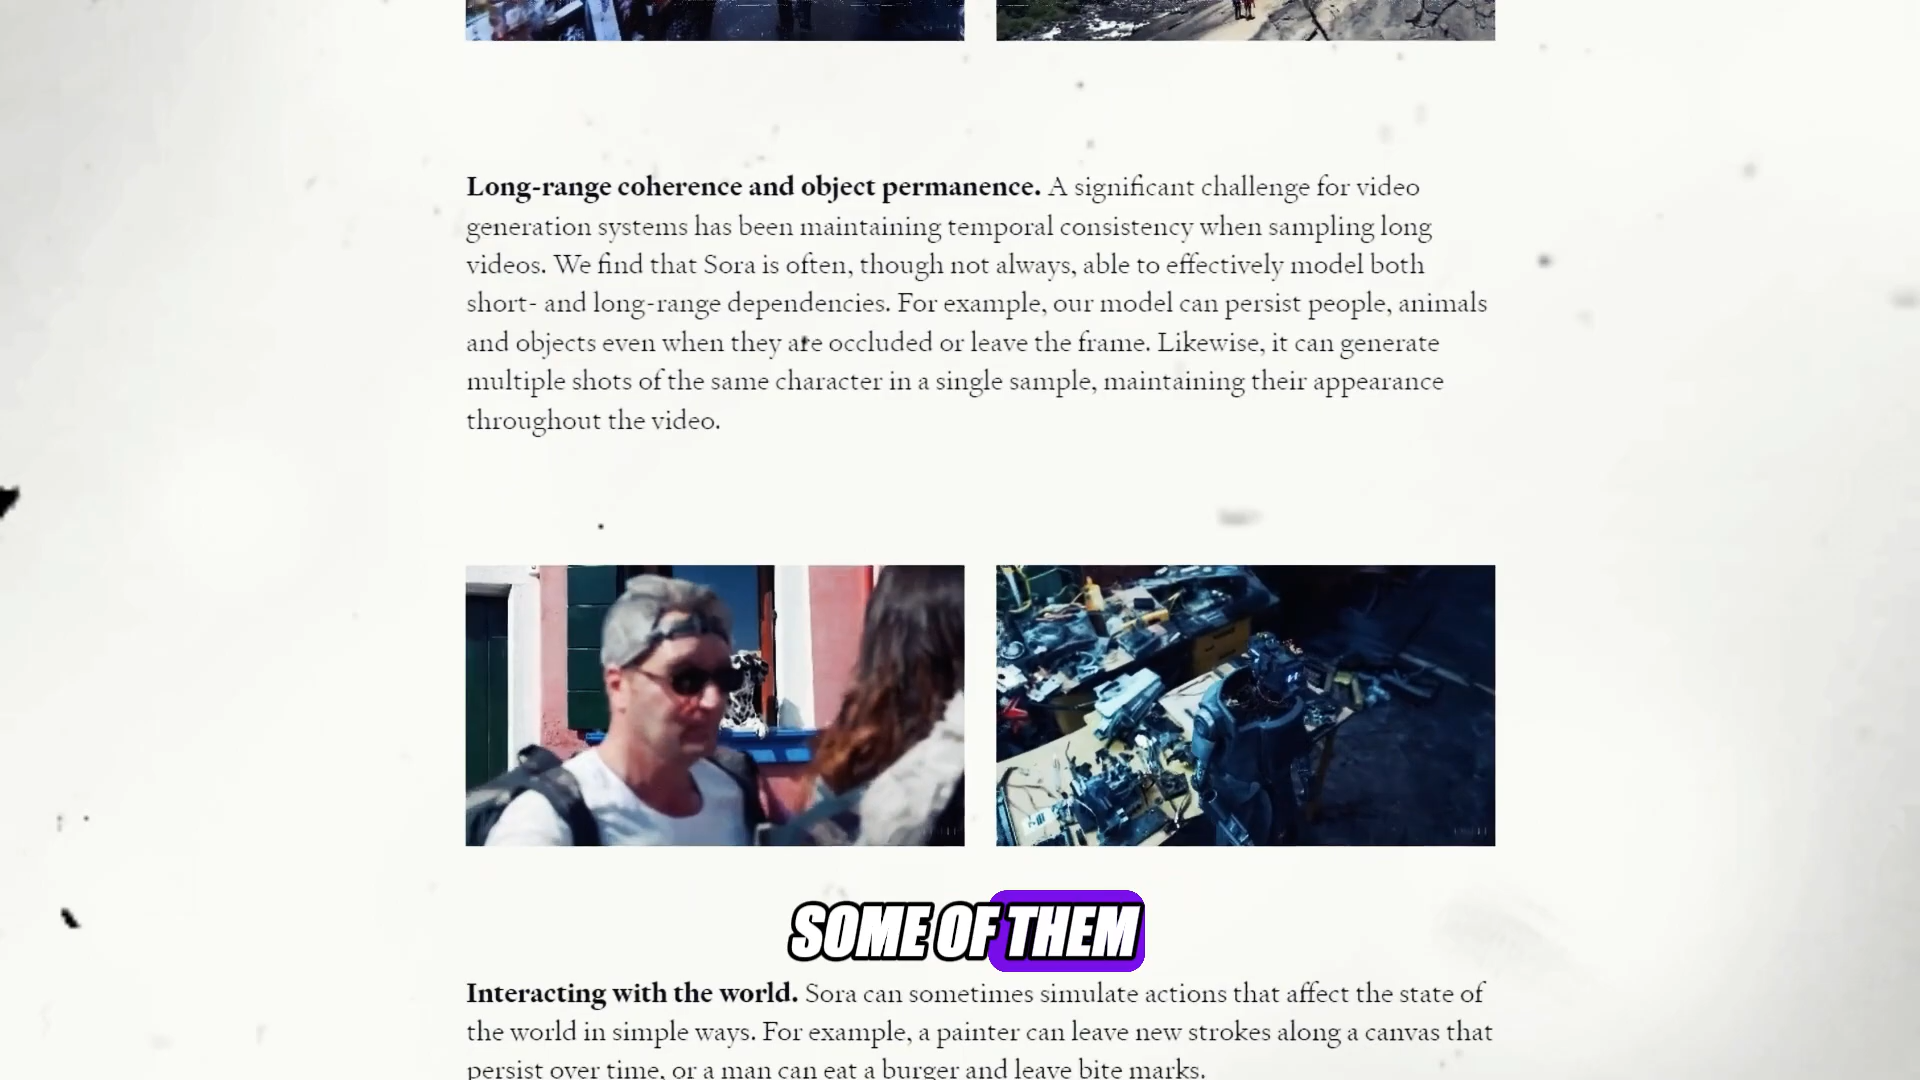 Long-range coherence and object permanence. A significant challenge for video
generation systems has been maintaining temporal consistency when sampling long
videos. We find that Sora is often, though not always, able to effectively model both
short- and long-range dependencies. For example, our model can persist people, animals
and objects even when they are occluded or leave the frame. Likewise, it can generate
multiple shots of the same character in a single sample, maintaining their appearance
throughout the video.
SOME OF THEM
Interacting with the world. Sora can sometimes simulate actions that affect the state of
the world in simple ways. For example, a painter can leave new strokes along a canvas that
persist over time, or a man can eat a burger and leave bite marks.